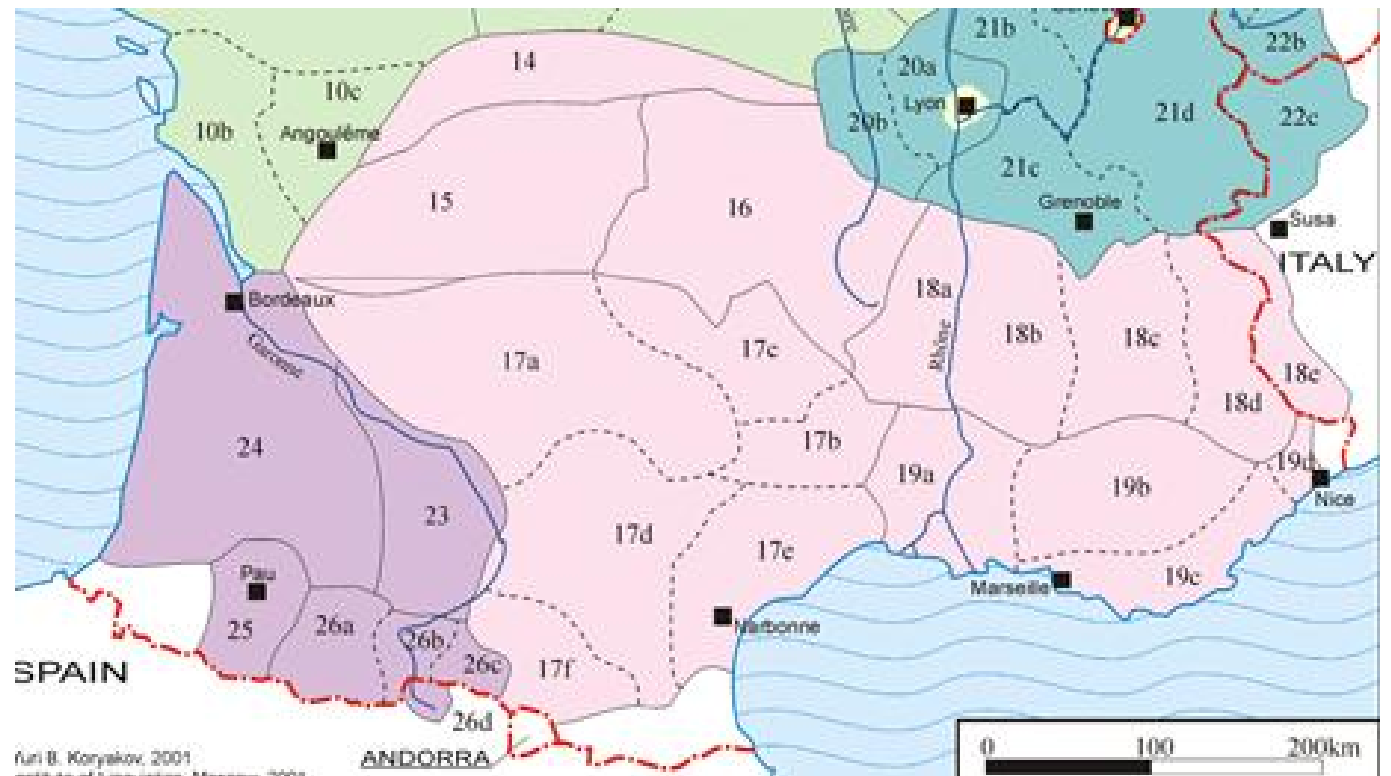 21b
22b
14
20a
10c
Lyon
21d
22c
20b
10b
Angoulême
21c
15
16
Grenoble
Susa
ITALY
18a
Bordeaux
18b
18c
Rhône
Garonne
17c
17a
18e
18d
24
17b
19a
19d
19b
Nice
23
17d
17e
Pau
19c
Marseille
25
26a
26b
Narbonne
26c
17f
SPAIN
26d
ANDORRA
0 100 200km
Yuri B. Koryakov, 2001